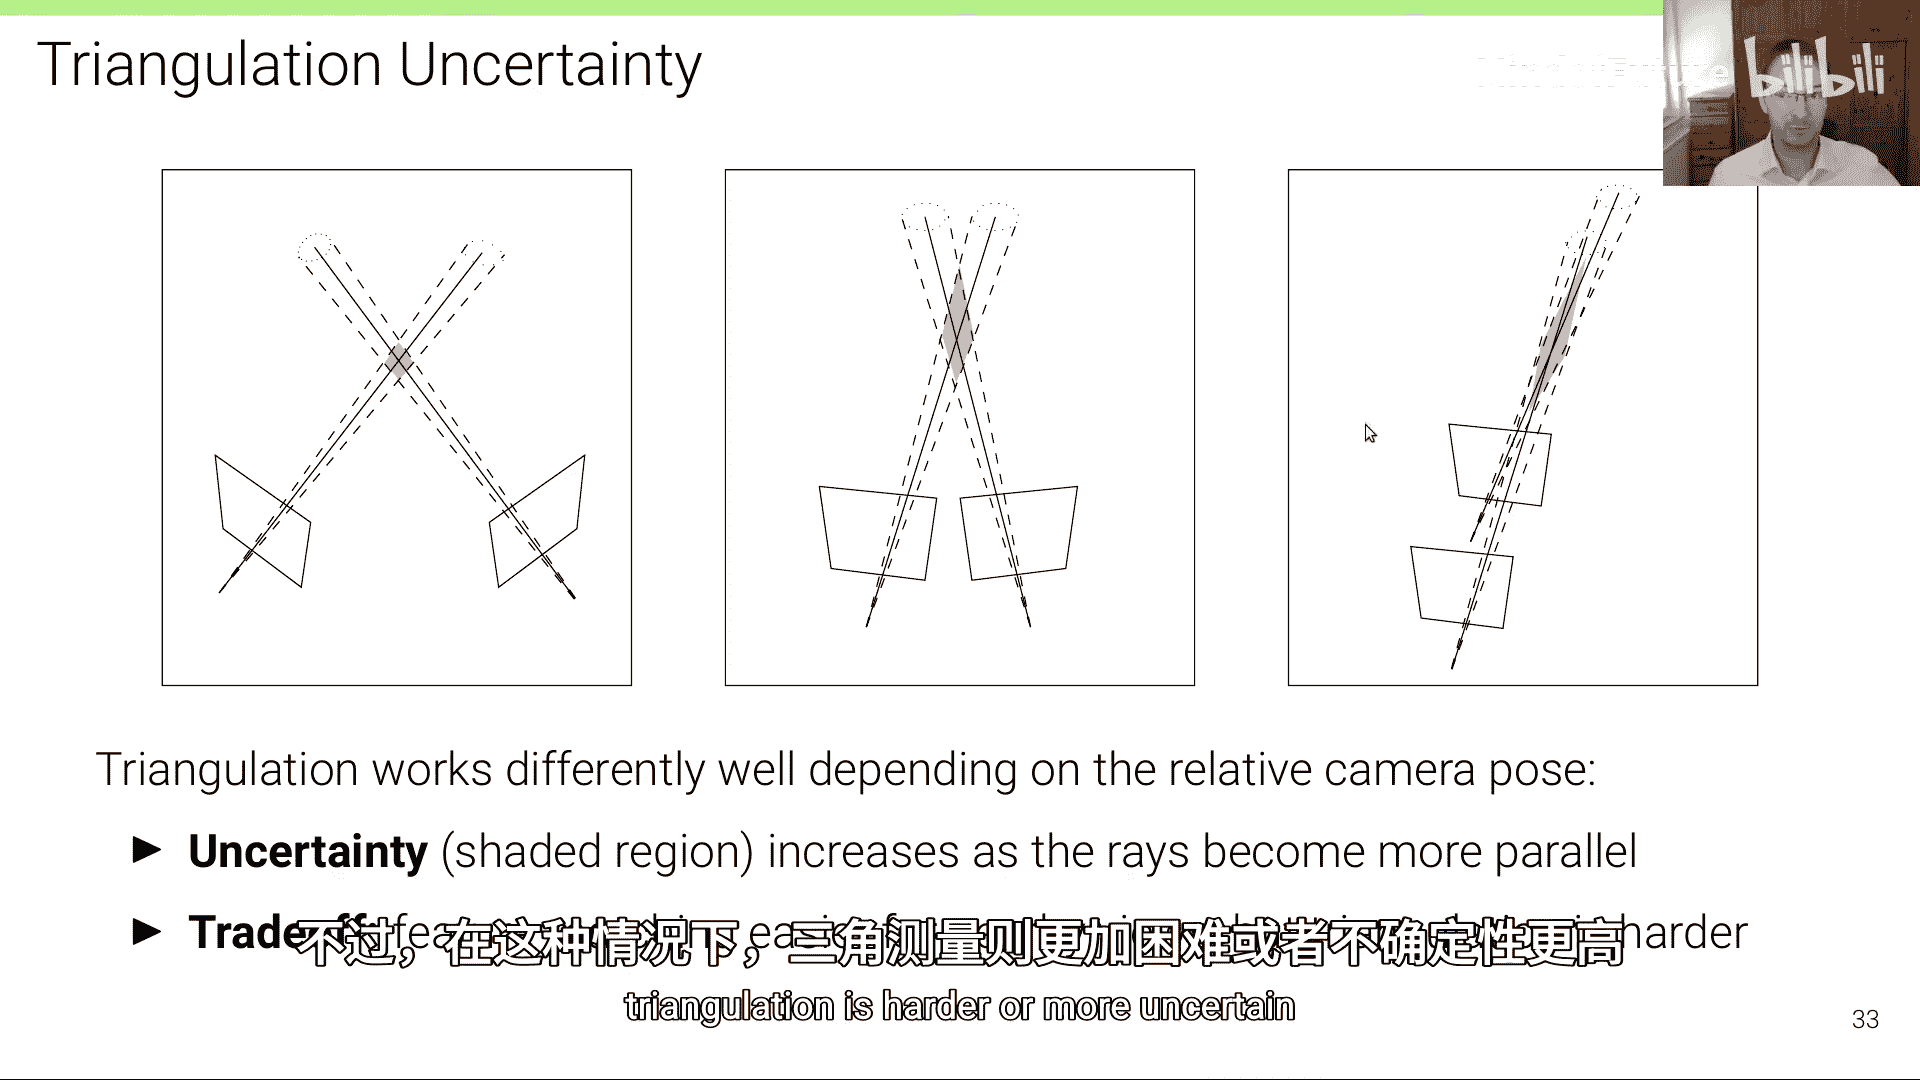 Triangulation Uncertainty
bilibili
Triangulation works differently well depending on the relative camera pose:
► Uncertainty (shaded region) increases as the rays become more parallel
► Tradeoff: harder
不过，在这种情况下，三角测量则更加困难或者不确定性更高
triangulation is harder or more uncertain
33